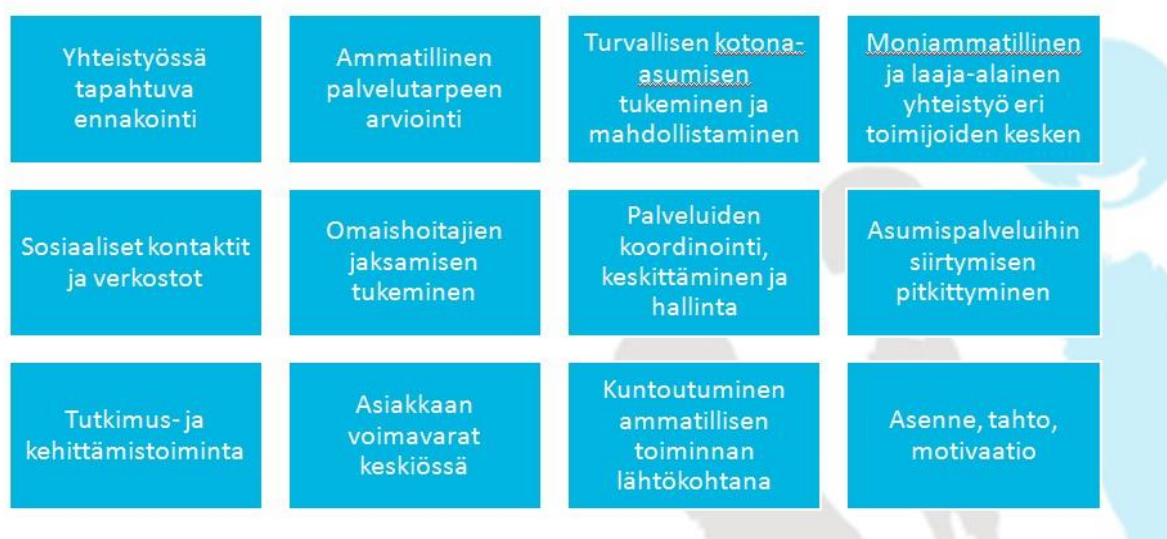 Yhteistyössä
tapahtuva
ennakointi
Ammatillinen
palvelutarpeen
arviointi
Turvallisen kotona-
asumisen
tukeminen ja
mahdollistaminen
Moniammatillinen
ja laaja-alainen
yhteistyö eri
toimijoiden kesken
Sosiaaliset kontaktit
ja verkostot
Omaishoitajien
jaksamisen
tukeminen
Palveluiden
koordinointi,
keskittäminen ja
hallinta
Asumispalveluihin
siirtymisen
pitkittyminen
Tutkimus- ja
kehittämistoiminta
Asiakkaan
voimavarat
keskiössä
Kuntoutuminen
ammatillisen
toiminnan
lähtökohtana
Asenne, tahto,
motivaatio